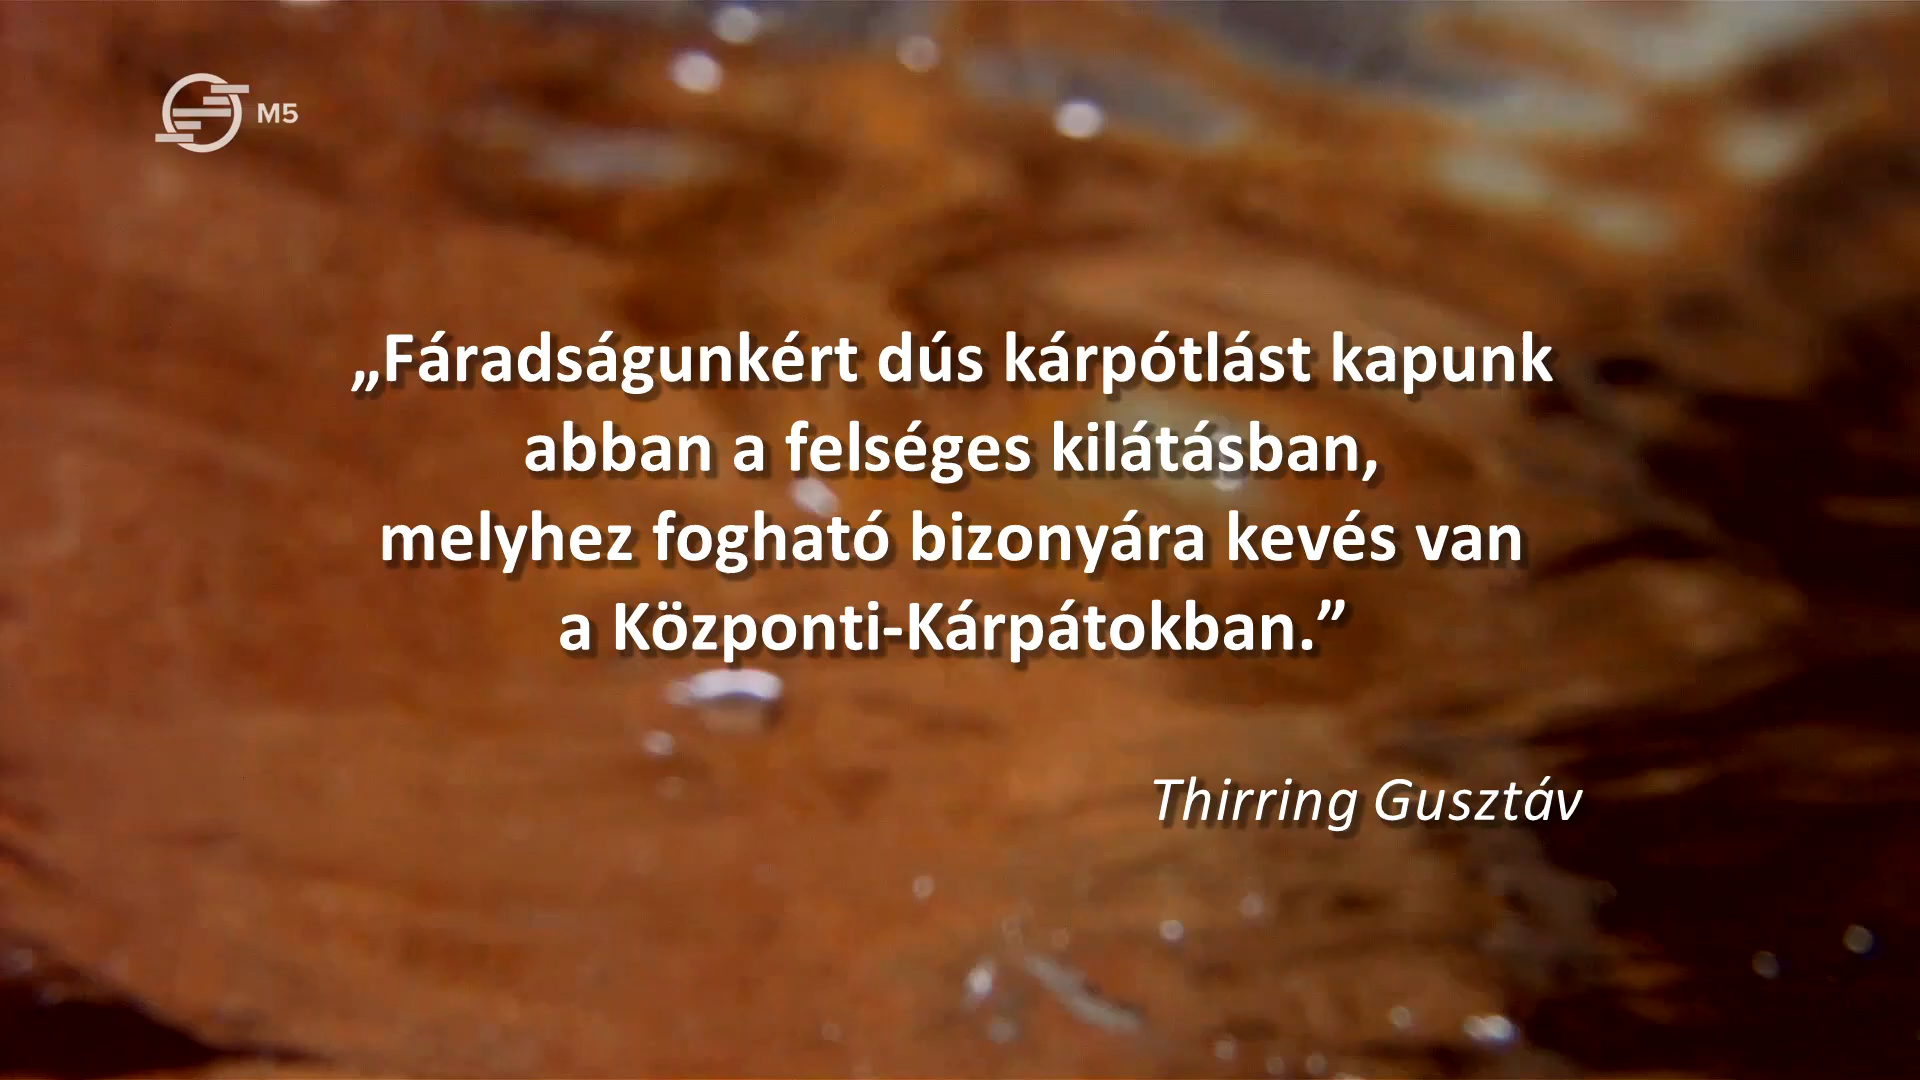 M5
„Fáradságunkért dús kárpótlást kapunk
abban a felséges kilátásban,
melyhez fogható bizonyára kevés van
a Központi-Kárpátokban.”
Thirring Gusztáv